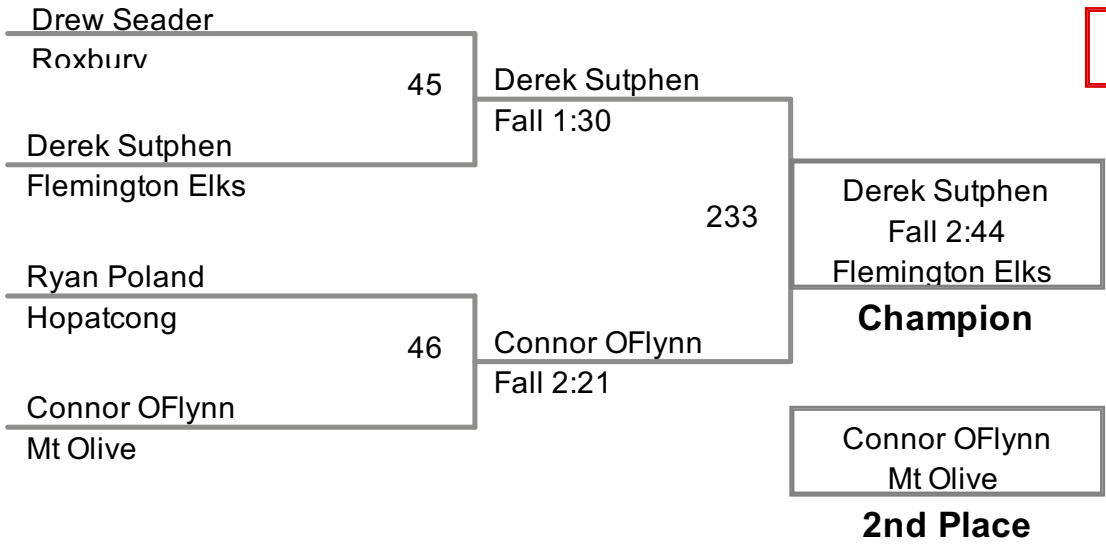 Drew Seader
Roxbury
45
Derek Sutphen
Fall 1:30
Derek Sutphen
Flemington Elks
233
Derek Sutphen
Fall 2:44
Flemington Elks
Champion
Ryan Poland
Hopatcong
46
Connor OFlynn
Fall 2:21
Connor OFlynn
Mt Olive
Connor OFlynn
Mt Olive
2nd Place